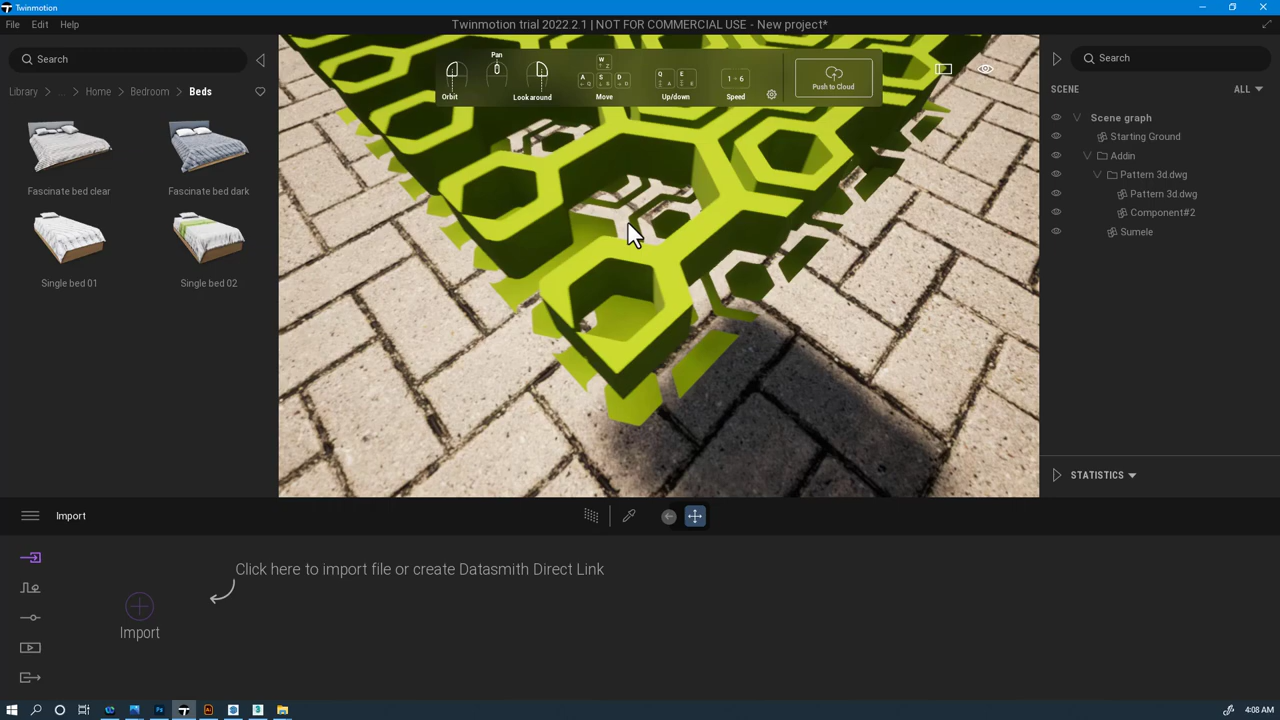 Twinmotion
File Edit Help
Twinmotion trial 2022.2.1 | NOT FOR COMMERCIAL USE - New project*
Search
Library ... Home Bedroom Beds
Fascinate bed clear
Fascinate bed dark
Single bed 01
Single bed 02
Orbit
Pan
Look around
W
A S D
Move
Q E
Up/down
1 - 6
Speed
Push to Cloud
Search
SCENE
ALL
Scene graph
Starting Ground
Addin
Pattern 3d.dwg
Pattern 3d.dwg
Component#2
Sumele
STATISTICS
Import
Click here to import file or create Datasmith Direct Link
Import
4:08 AM